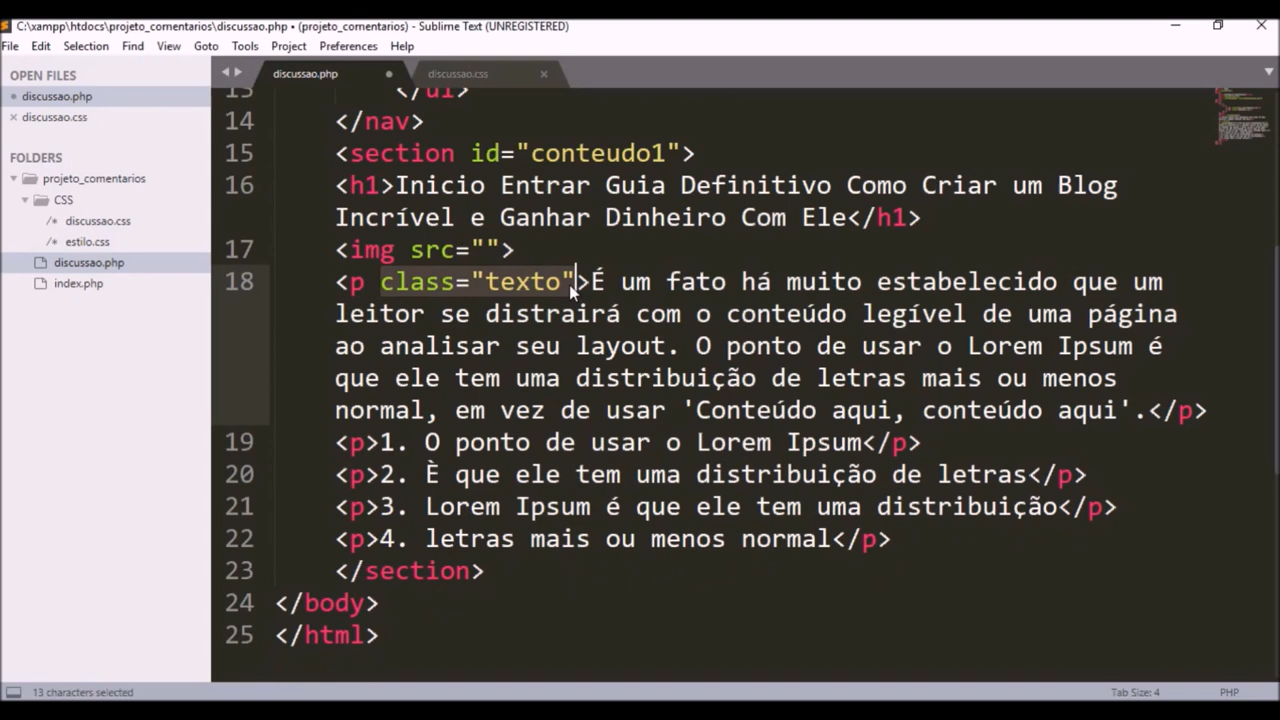 C:\xampp\htdocs\projeto_comentarios\discussao.php • (projeto_comentarios) - Sublime Text (UNREGISTERED)
File Edit Selection Find View Goto Tools Project Preferences Help
OPEN FILES
discussao.php
discussao.css
FOLDERS
projeto_comentarios
CSS
/* discussao.css
/* estilo.css
discussao.php
index.php
discussao.php
discussao.css
13 </ul>
14 </nav>
15 <section id="conteudo1">
16 <h1>Inicio Entrar Guia Definitivo Como Criar um Blog
Incrível e Ganhar Dinheiro Com Ele</h1>
17 <img src="">
18 <p class="texto">É um fato há muito estabelecido que um
leitor se distrairá com o conteúdo legível de uma página
ao analisar seu layout. O ponto de usar o Lorem Ipsum é
que ele tem uma distribuição de letras mais ou menos
normal, em vez de usar 'Conteúdo aqui, conteúdo aqui'.</p>
19 <p>1. O ponto de usar o Lorem Ipsum</p>
20 <p>2. È que ele tem uma distribuição de letras</p>
21 <p>3. Lorem Ipsum é que ele tem uma distribuição</p>
22 <p>4. letras mais ou menos normal</p>
23 </section>
24 </body>
25 </html>
13 characters selected
Tab Size: 4
PHP